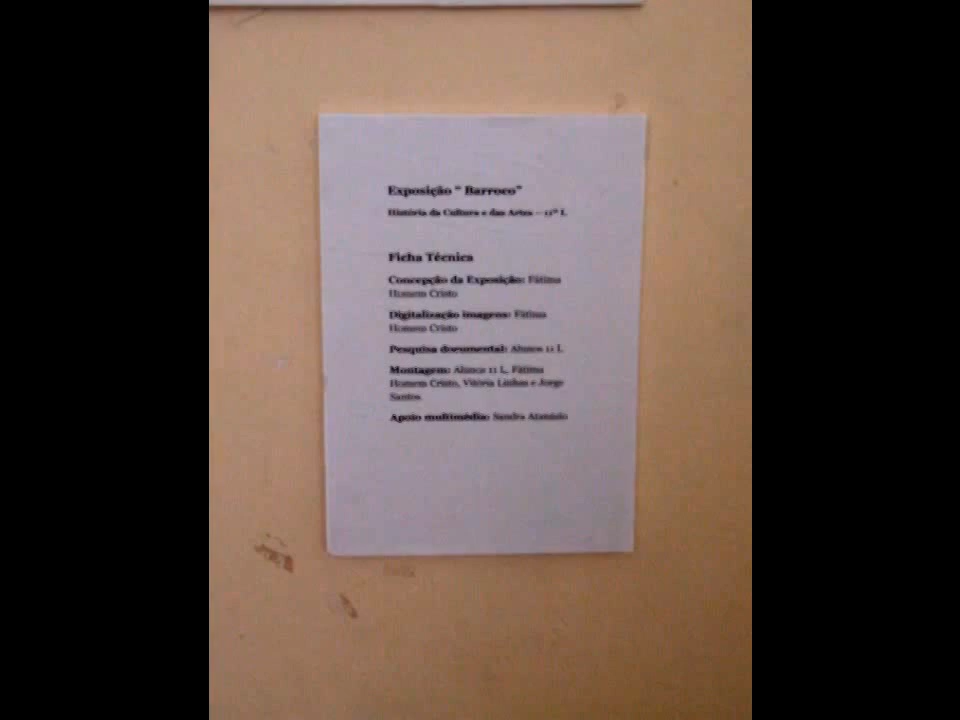 Exposição “ Barroco”
História da Cultura e das Artes – 11º L
Ficha Técnica
Concepção da Exposição: Fátima
Homem Cristo
Digitalização imagens: Fátima
Homem Cristo
Pesquisa documental: Alunos 11 L
Montagem: Alunos 11 L, Fátima
Homem Cristo, Vitória Linhas e Jorge
Santos.
Apoio multimédia: Sandra